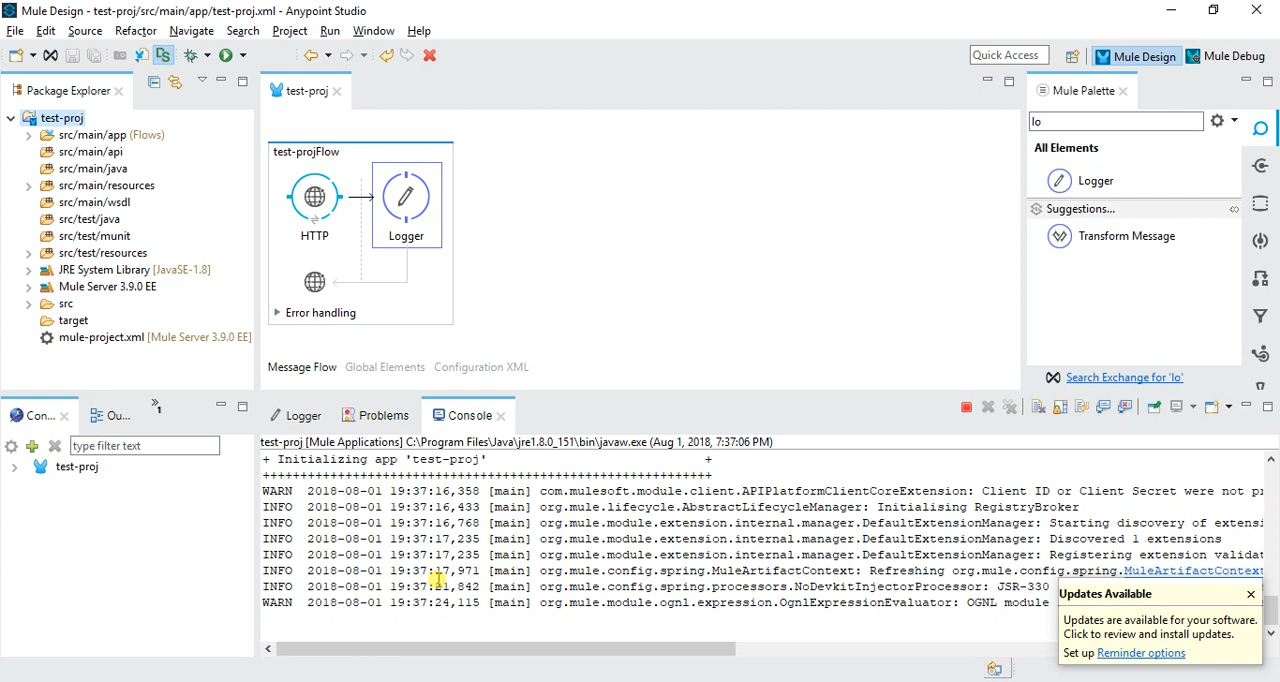 Mule Design - test-proj/src/main/app/test-proj.xml - Anypoint Studio
File Edit Source Refactor Navigate Search Project Run Window Help
Quick Access
Mule Design
Mule Debug
Package Explorer
test-proj
src/main/app (Flows)
src/main/api
src/main/java
src/main/resources
src/main/wsdl
src/test/java
src/test/munit
src/test/resources
JRE System Library [JavaSE-1.8]
Mule Server 3.9.0 EE
src
target
mule-project.xml [Mule Server 3.9.0 EE]
test-proj
test-projFlow
HTTP
Logger
Error handling
Message Flow Global Elements Configuration XML
Mule Palette
lo
All Elements
Logger
Suggestions...
Transform Message
Search Exchange for 'lo'
Con...
Ou...
1
type filter text
test-proj
Logger
Problems
Console
test-proj [Mule Applications] C:\Program Files\Java\jre1.8.0_151\bin\javaw.exe (Aug 1, 2018, 7:37:06 PM)
+ Initializing app 'test-proj' +
++++++++++++++++++++++++++++++++++++++++++++++++++++++++++++
WARN 2018-08-01 19:37:16,358 [main] com.mulesoft.module.client.APIPlatformClientCoreExtension: Client ID or Client Secret were not p
INFO 2018-08-01 19:37:16,433 [main] org.mule.lifecycle.AbstractLifecycleManager: Initialising RegistryBroker
INFO 2018-08-01 19:37:16,768 [main] org.mule.module.extension.internal.manager.DefaultExtensionManager: Starting discovery of extens
INFO 2018-08-01 19:37:17,235 [main] org.mule.module.extension.internal.manager.DefaultExtensionManager: Discovered 1 extensions
INFO 2018-08-01 19:37:17,235 [main] org.mule.module.extension.internal.manager.DefaultExtensionManager: Registering extension validat
INFO 2018-08-01 19:37:17,971 [main] org.mule.config.spring.MuleArtifactContext: Refreshing org.mule.config.spring.MuleArtifactContext
INFO 2018-08-01 19:37:21,842 [main] org.mule.config.spring.processors.NoDevkitInjectorProcessor: JSR-330
WARN 2018-08-01 19:37:24,115 [main] org.mule.module.ognl.expression.OgnlExpressionEvaluator: OGNL module
Updates Available
Updates are available for your software.
Click to review and install updates.
Set up Reminder options